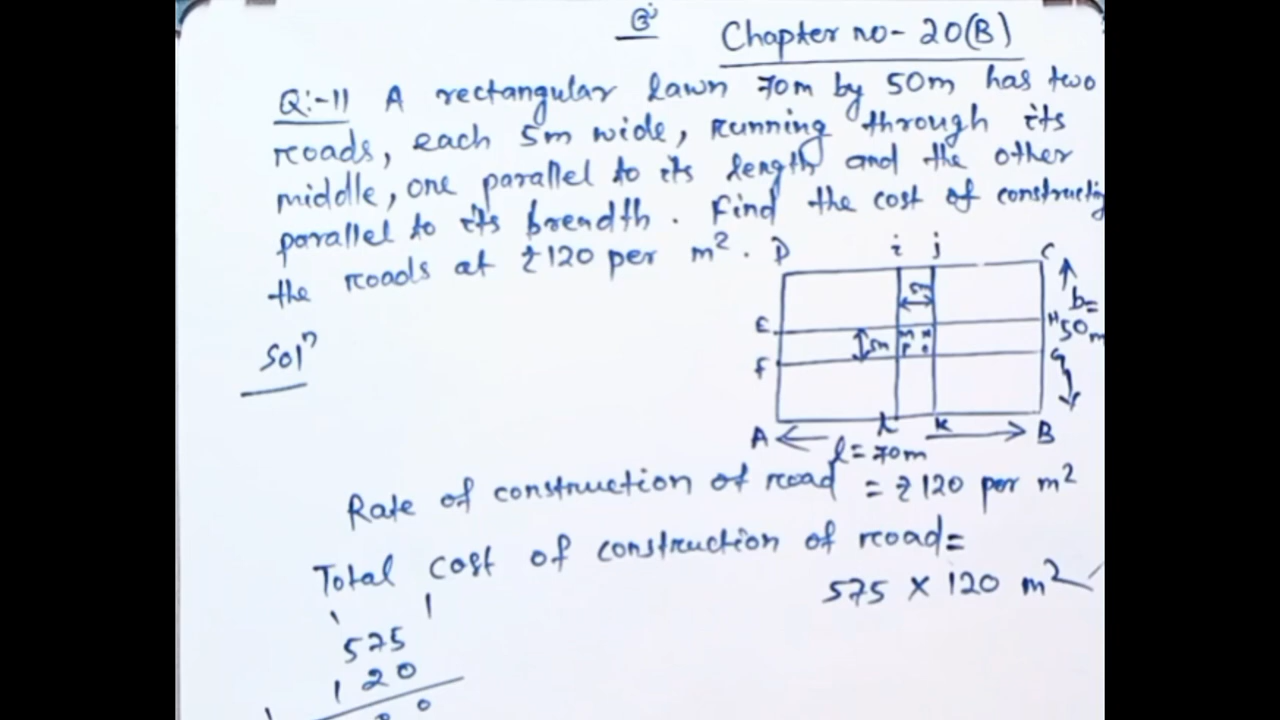 Chapter no- 20(B)
Q:-11 A rectangular lawn 70m by 50m has two
roads, each 5m wide, running through its
middle, one parallel to its length and the other
parallel to its breadth. Find the cost of constructing
the roads at ₹120 per m². D i j C
b=
E H 50m
Solⁿ 5m
F G
A L K B
l=70m
Rate of construction of road = ₹120 per m²
Total cost of construction of road=
575 × 120 m²
575
120